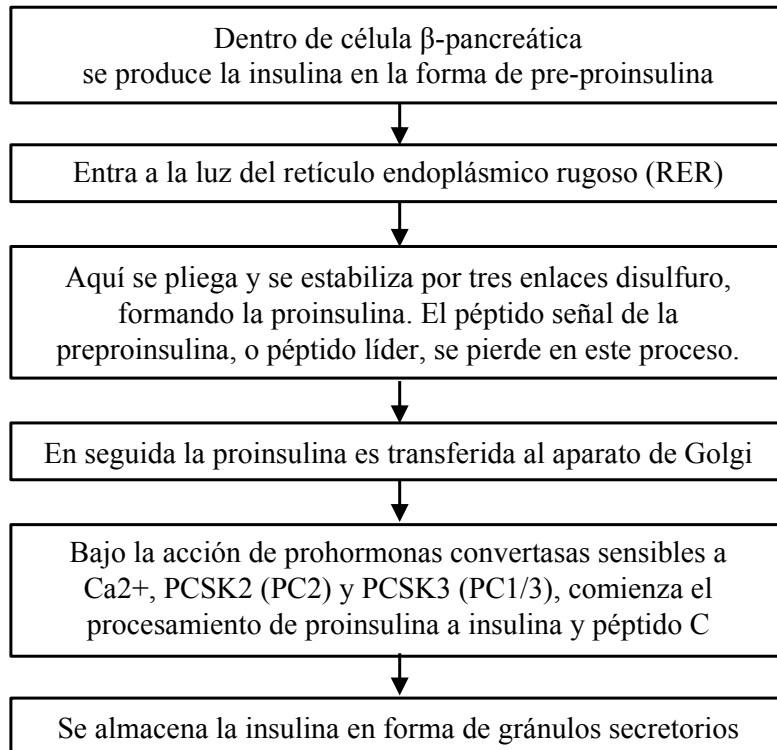 Dentro de célula β-pancreática
se produce la insulina en la forma de pre-proinsulina
Entra a la luz del retículo endoplásmico rugoso (RER)
Aquí se pliega y se estabiliza por tres enlaces disulfuro,
formando la proinsulina. El péptido señal de la
preproinsulina, o péptido líder, se pierde en este proceso.
En seguida la proinsulina es transferida al aparato de Golgi
Bajo la acción de prohormonas convertasas sensibles a
Ca2+, PCSK2 (PC2) y PCSK3 (PC1/3), comienza el
procesamiento de proinsulina a insulina y péptido C
Se almacena la insulina en forma de gránulos secretorios